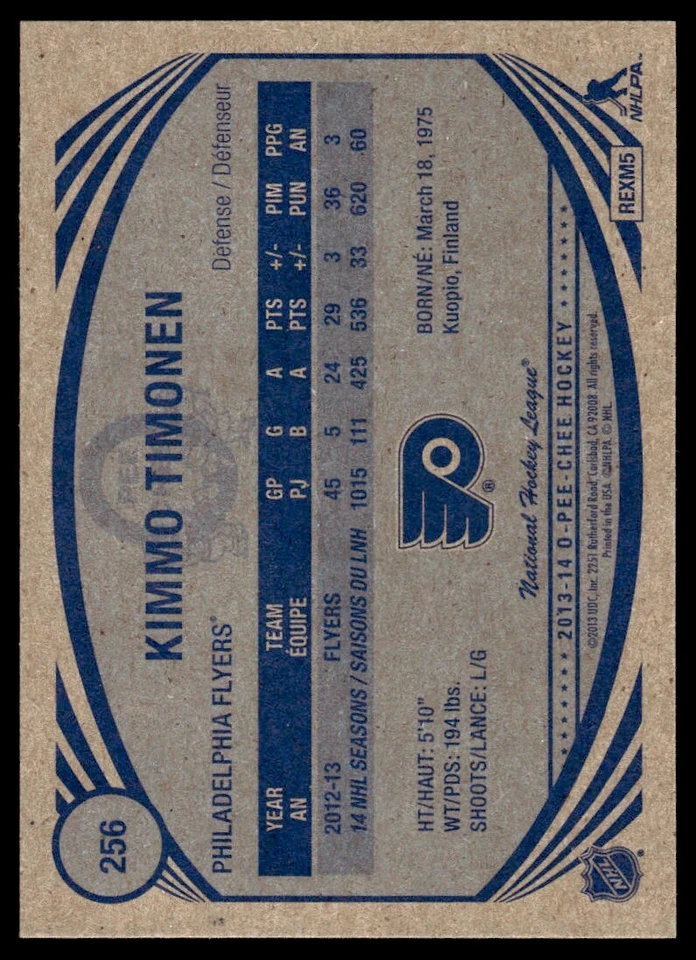 256
KIMMO TIMONEN
PHILADELPHIA FLYERS® Defense / Défenseur
YEAR TEAM GP G A PTS +/- PIM PPG
AN ÉQUIPE PJ B A PTS +/- PUN AN
2012-13 FLYERS 45 5 24 29 3 36 3
14 NHL SEASONS / SAISONS DU LNH 1015 111 425 536 33 620 60
HT/HAUT: 5'10"
WT/PDS: 194 lbs.
SHOOTS/LANCE: L/G
®
BORN/NÉ: March 18, 1975
Kuopio, Finland
National Hockey League®
2013-14 O-PEE-CHEE HOCKEY
©2013 UDC, Inc. 2251 Rutherford Road, Carlsbad, CA 92008. All rights reserved.
Printed in the USA. ©NHLPA. © NHL.
NHL
®
REXM5
NHLPA™